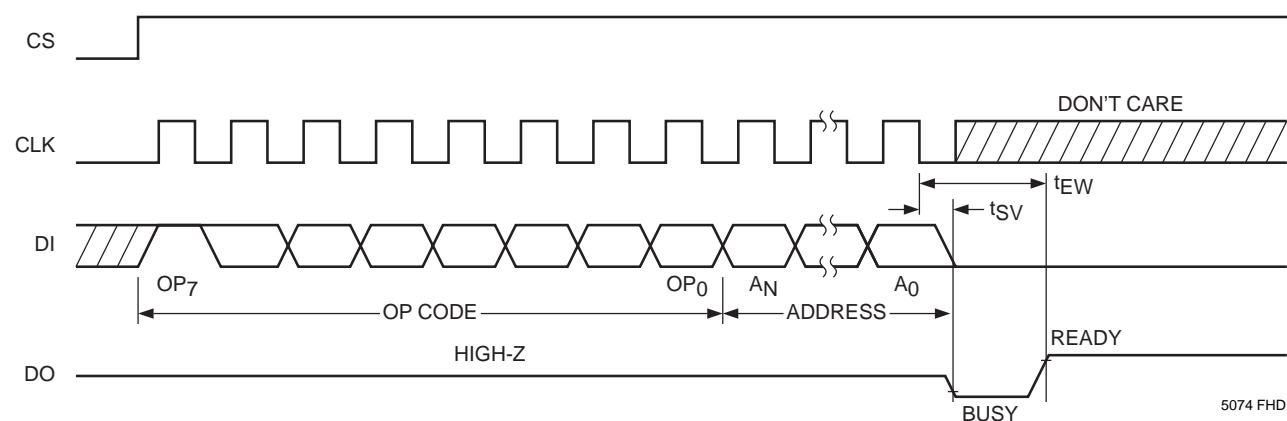 CS
DON'T CARE
CLK
tEW
tSV
DI
OP7 OP0 AN A0
OP CODE ADDRESS
HIGH-Z READY
DO
BUSY
5074 FHD